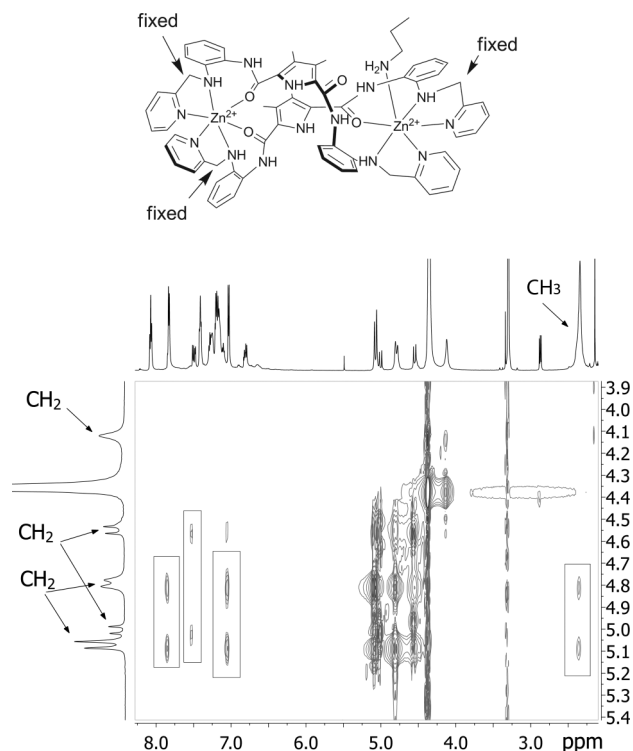 fixed
fixed
fixed
NH
NH
O
NH
O
H2N
NH
NH
N
Zn2+
O
NH
O
Zn2+
N
N
NH
O
NH
NH
HN
N
CH3
CH2
CH2
CH2
3.9
4.0
4.1
4.2
4.3
4.4
4.5
4.6
4.7
4.8
4.9
5.0
5.1
5.2
5.3
5.4
8.0 7.0 6.0 5.0 4.0 3.0 ppm